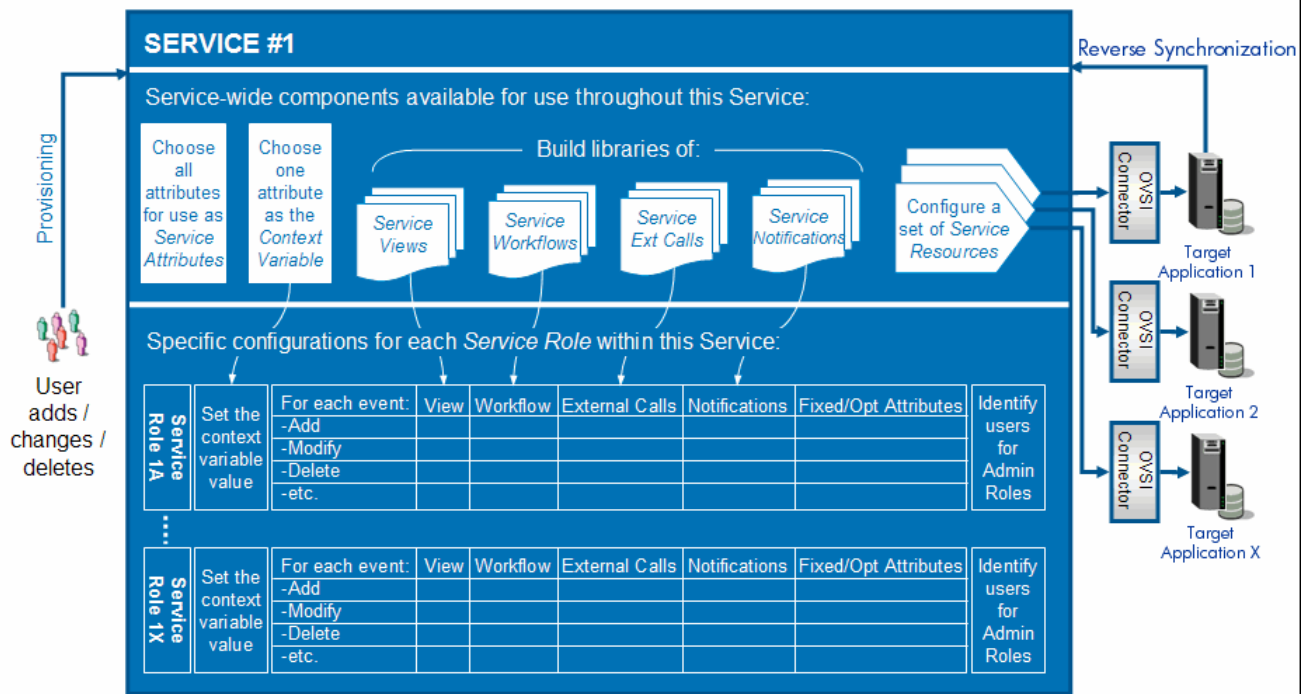 SERVICE #1
Reverse Synchronization
Service-wide components available for use throughout this Service:
Provisioning
Choose
all
attributes
for use as
Service
Attributes
Choose
one
attribute
as the
Context
Variable
Build libraries of:
Service
Views
Service
Workflows
Service
Ext Calls
Service
Notifications
Configure a
set of Service
Resources
OVSI
Connector
Target
Application 1
OVSI
Connector
Target
Application 2
OVSI
Connector
Target
Application X
User
adds /
changes /
deletes
Specific configurations for each Service Role within this Service:
Service
Role 1A
Set the
context
variable
value
For each event: View Workflow External Calls Notifications Fixed/Opt Attributes
-Add
-Modify
-Delete
-etc.
Identify
users
for
Admin
Roles
....
Service
Role 1X
Set the
context
variable
value
For each event: View Workflow External Calls Notifications Fixed/Opt Attributes
-Add
-Modify
-Delete
-etc.
Identify
users
for
Admin
Roles